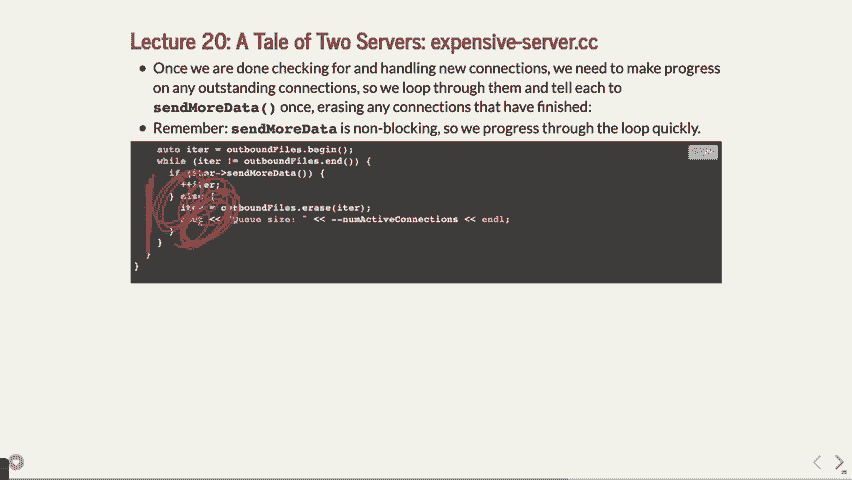 Lecture 20: A Tale of Two Servers: expensive-server.cc
• Once we are done checking for and handling new connections, we need to make progress
on any outstanding connections, so we loop through them and tell each to
sendMoreData() once, erasing any connections that have finished:
• Remember: sendMoreData is non-blocking, so we progress through the loop quickly.
auto iter = outboundFiles.begin();
while (iter != outboundFiles.end()) {
if (iter->sendMoreData()) {
++iter;
} else {
iter = outboundFiles.erase(iter);
<< "Queue size: " << --numActiveConnections << endl;
}
}
}
}